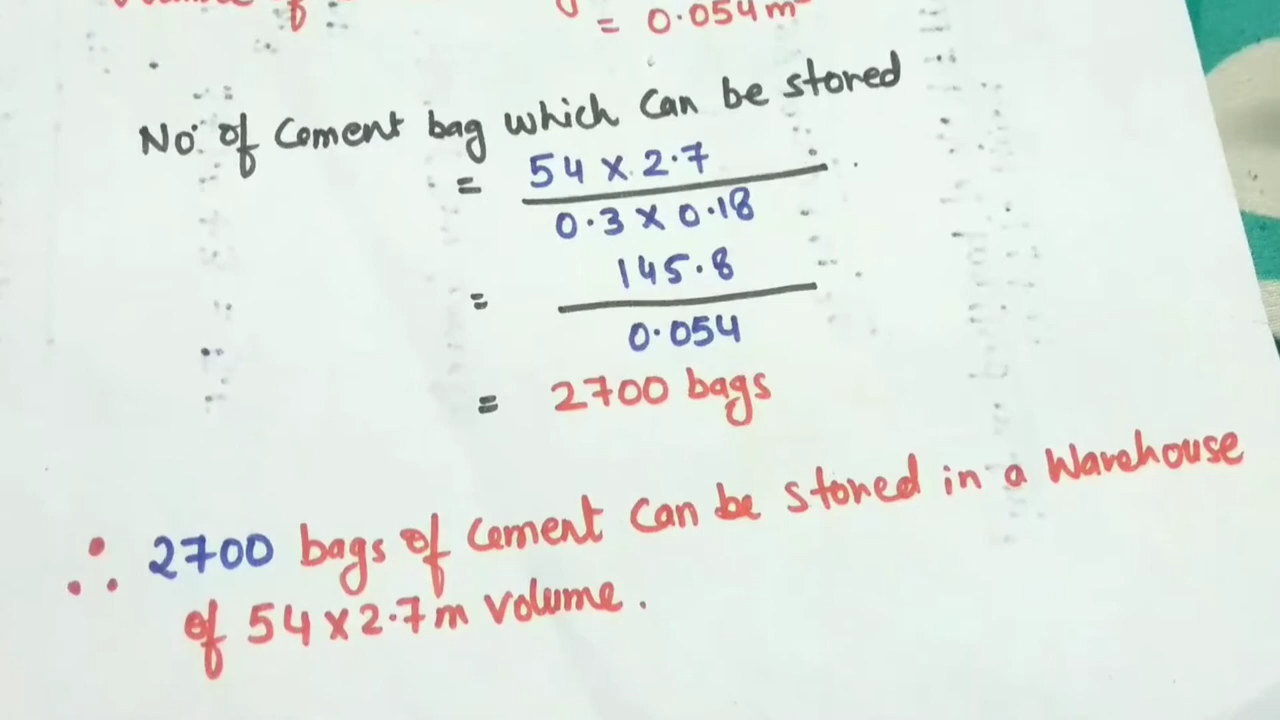 = 0.054 m
No. of Cement bag which can be stored
= 54 x 2.7
0.3 x 0.18
= 145.8
0.054
= 2700 bags
∴ 2700 bags of cement can be stored in a warehouse
of 54 x 2.7m volume.